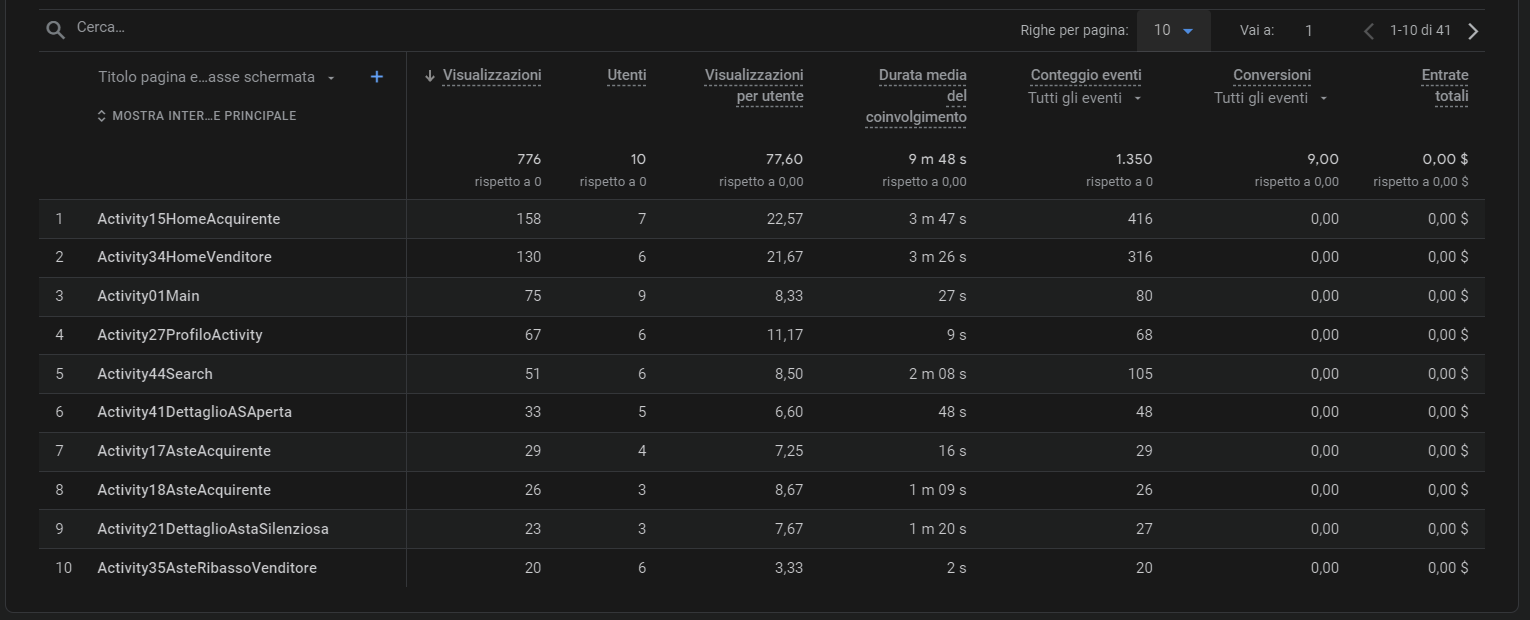 Cerca...
Righe per pagina: 10 Vai a: 1 1-10 di 41
Titolo pagina e...asse schermata + Visualizzazioni Utenti Visualizzazioni per utente Durata media del coinvolgimento Conteggio eventi Conversioni Entrate totali
Tutti gli eventi Tutti gli eventi
MOSTRA INTER...E PRINCIPALE
776 10 77,60 9 m 48 s 1.350 9,00 0,00 $
rispetto a 0 rispetto a 0 rispetto a 0,00 rispetto a 0,00 rispetto a 0 rispetto a 0,00 rispetto a 0,00 $
1 Activity15HomeAcquirente 158 7 22,57 3 m 47 s 416 0,00 0,00 $
2 Activity34HomeVenditore 130 6 21,67 3 m 26 s 316 0,00 0,00 $
3 Activity01Main 75 9 8,33 27 s 80 0,00 0,00 $
4 Activity27ProfiloActivity 67 6 11,17 9 s 68 0,00 0,00 $
5 Activity44Search 51 6 8,50 2 m 08 s 105 0,00 0,00 $
6 Activity41DettaglioASAperta 33 5 6,60 48 s 48 0,00 0,00 $
7 Activity17AsteAcquirente 29 4 7,25 16 s 29 0,00 0,00 $
8 Activity18AsteAcquirente 26 3 8,67 1 m 09 s 26 0,00 0,00 $
9 Activity21DettaglioAstaSilenziosa 23 3 7,67 1 m 20 s 27 0,00 0,00 $
10 Activity35AsteRibassoVenditore 20 6 3,33 2 s 20 0,00 0,00 $